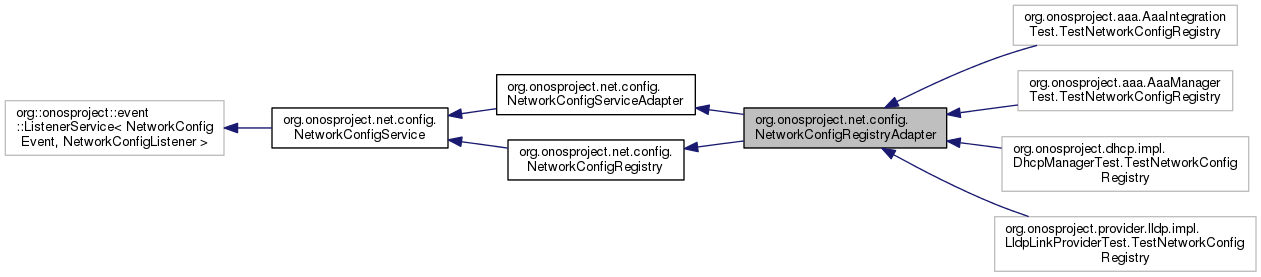 org::onosproject::event
::ListenerService< NetworkConfig
Event, NetworkConfigListener >
org.onosproject.net.config.
NetworkConfigService
org.onosproject.net.config.
NetworkConfigServiceAdapter
org.onosproject.net.config.
NetworkConfigRegistry
org.onosproject.net.config.
NetworkConfigRegistryAdapter
org.onosproject.aaa.AaaIntegration
Test.TestNetworkConfigRegistry
org.onosproject.aaa.AaaManager
Test.TestNetworkConfigRegistry
org.onosproject.dhcp.impl.
DhcpManagerTest.TestNetworkConfig
Registry
org.onosproject.provider.lldp.impl.
LldpLinkProviderTest.TestNetworkConfig
Registry